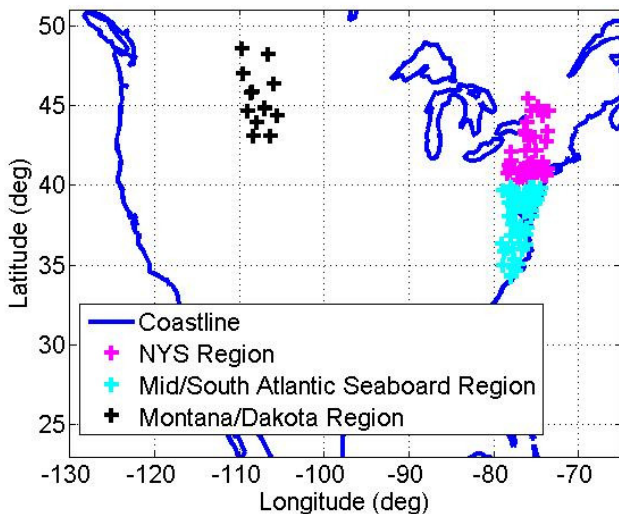 50
45
40
35
30
25
Latitude (deg)
Coastline
NYS Region
Mid/South Atlantic Seaboard Region
Montana/Dakota Region
-130
-120
-110
-100
-90
-80
-70
Longitude (deg)